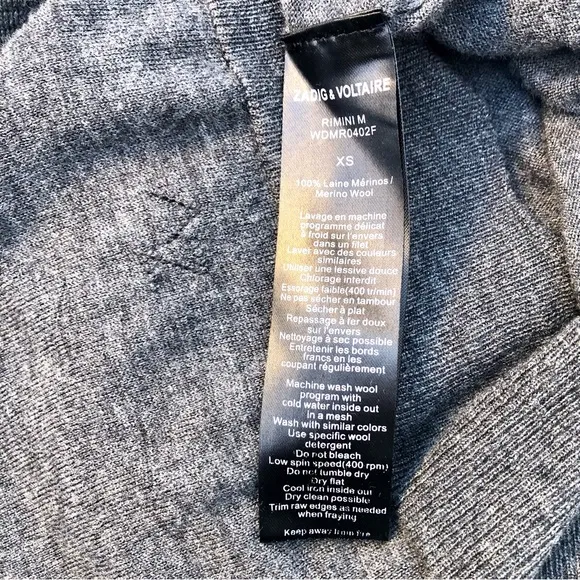 ZADIG & VOLTAIRE
RIMINI M
WDMR0402F
XS
100% Laine Mérinos /
Merino Wool
Lavage en machine
programme délicat
à froid sur l'envers
dans un filet
Laver avec des couleurs
similaires
Utiliser une lessive douce
Chlorage interdit
Essorage faible(400 tr/min)
Ne pas sécher en tambour
Sécher à plat
Repassage à fer doux
sur l'envers
Nettoyage à sec possible
Entretenir les bords
francs en les
coupant régulièrement
Machine wash wool
program with
cold water inside out
in a mesh
Wash with similar colors
Use specific wool
detergent
Do not bleach
Low spin speed(400 rpm)
Do not tumble dry
Dry flat
Cool iron inside out
Dry clean possible
Trim raw edges as needed
when fraying
Keep away from fire